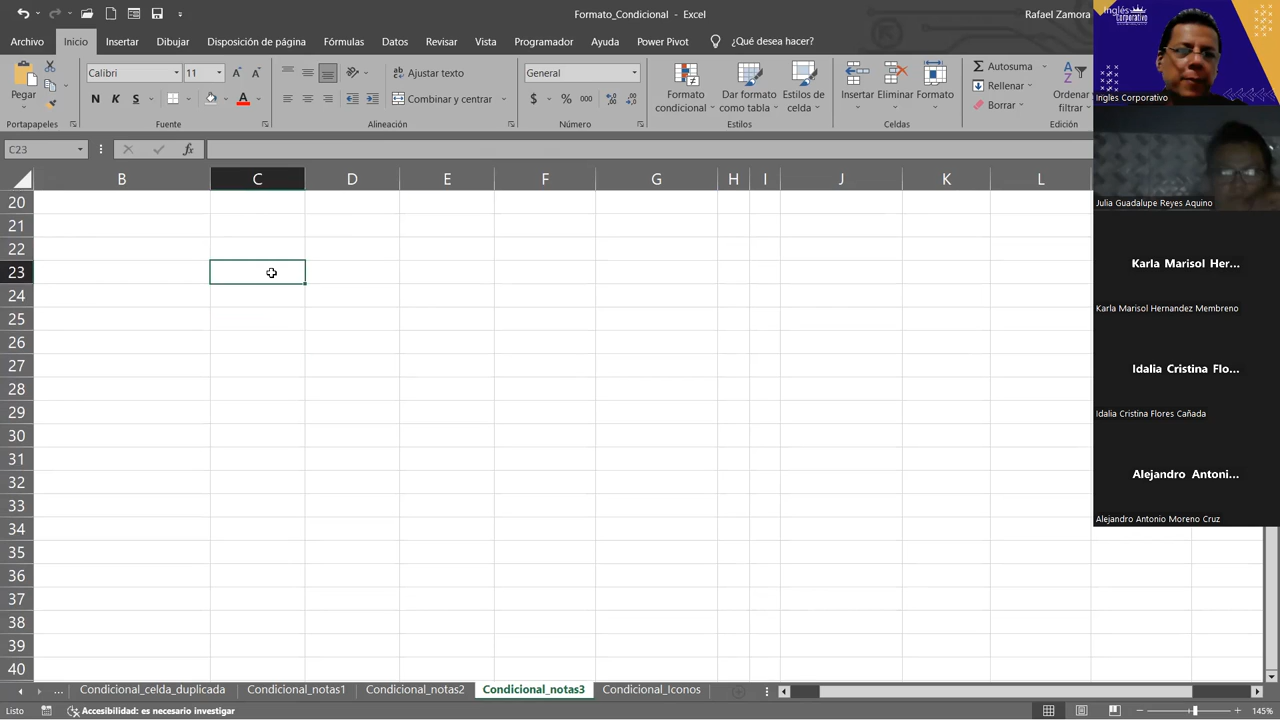 Formato_Condicional - Excel
Rafael Zamora
Archivo Inicio Insertar Dibujar Disposición de página Fórmulas Datos Revisar Vista Programador Ayuda Power Pivot ¿Qué desea hacer?
Pegar
Portapapeles
Calibri 11
N K S
Fuente
Ajustar texto
Combinar y centrar
Alineación
General
$ % 000
Número
Formato condicional
Dar formato como tabla
Estilos de celda
Estilos
Insertar Eliminar Formato
Celdas
Autosuma
Rellenar
Borrar
Ordenar
filtrar
Edición
C23
fx
B C D E F G H I J K L
20
21
22
23
24
25
26
27
28
29
30
31
32
33
34
35
36
37
38
39
40
Inglés Corporativo
Ingles Corporativo
Julia Guadalupe Reyes Aquino
Karla Marisol Her...
Karla Marisol Hernandez Membreno
Idalia Cristina Flo...
Idalia Cristina Flores Cañada
Alejandro Antoni...
Alejandro Antonio Moreno Cruz
... Condicional_celda_duplicada Condicional_notas1 Condicional_notas2 Condicional_notas3 Condicional_Iconos
Listo Accesibilidad: es necesario investigar 145%